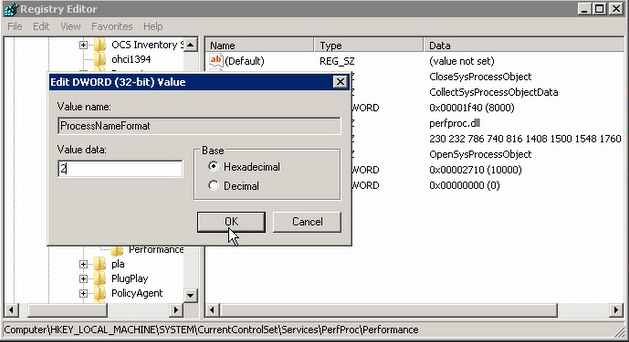 Registry Editor
File Edit View Favorites Help
OCS Inventory S
ohci1394
Name Type Data
(Default) REG_SZ (value not set)
Z CloseSysProcessObject
Z CollectSysProcessObjectData
WORD 0x00001f40 (8000)
Z perfproc.dll
Z 230 232 786 740 816 1408 1500 1548 1760
Z OpenSysProcessObject
WORD 0x00002710 (10000)
WORD 0x00000000 (0)
Edit DWORD (32-bit) Value
Value name:
ProcessNameFormat
Value data:
2
Base
Hexadecimal
Decimal
OK Cancel
Performance
pla
PlugPlay
PolicyAgent
Computer\HKEY_LOCAL_MACHINE\SYSTEM\CurrentControlSet\Services\PerfProc\Performance